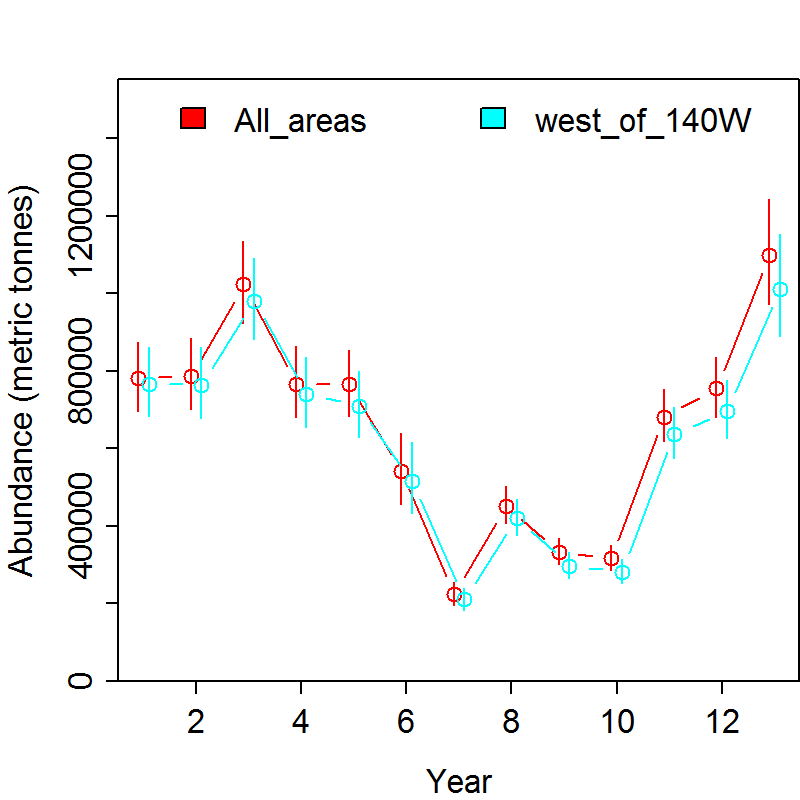 All_areas west_of_140W
Abundance (metric tonnes)
1200000
800000
400000
0
2 4 6 8 10 12
Year